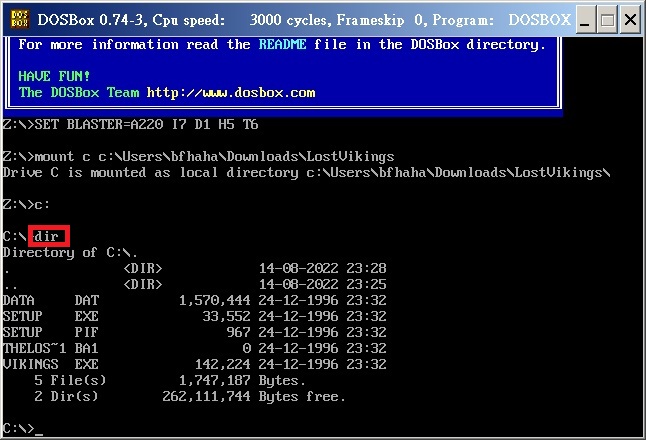 DOSBox 0.74-3, Cpu speed: 3000 cycles, Frameskip 0, Program: DOSBOX
For more information read the README file in the DOSBox directory.
HAVE FUN!
The DOSBox Team http://www.dosbox.com
Z:\>SET BLASTER=A220 I7 D1 H5 T6
Z:\>mount c c:\Users\bfhaha\Downloads\LostVikings
Drive C is mounted as local directory c:\Users\bfhaha\Downloads\LostVikings\
Z:\>c:
C:\>dir
Directory of C:\.
. <DIR> 14-08-2022 23:28
.. <DIR> 14-08-2022 23:25
DATA DAT 1,570,444 24-12-1996 23:32
SETUP EXE 33,552 24-12-1996 23:32
SETUP PIF 967 24-12-1996 23:32
THELOS~1 BA1 0 24-12-1996 23:32
VIKINGS EXE 142,224 24-12-1996 23:32
5 File(s) 1,747,187 Bytes.
2 Dir(s) 262,111,744 Bytes free.
C:\>_